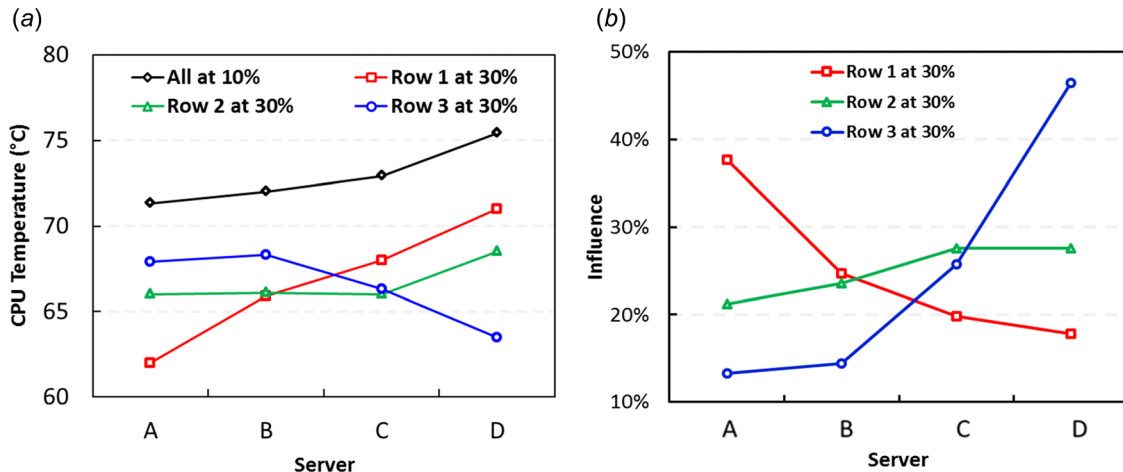 (a)
80
75
70
65
60
CPU Temperature (°C)
All at 10%
Row 1 at 30%
Row 2 at 30%
Row 3 at 30%
A B C D
Server
(b)
50%
40%
30%
20%
10%
Influence
Row 1 at 30%
Row 2 at 30%
Row 3 at 30%
A B C D
Server